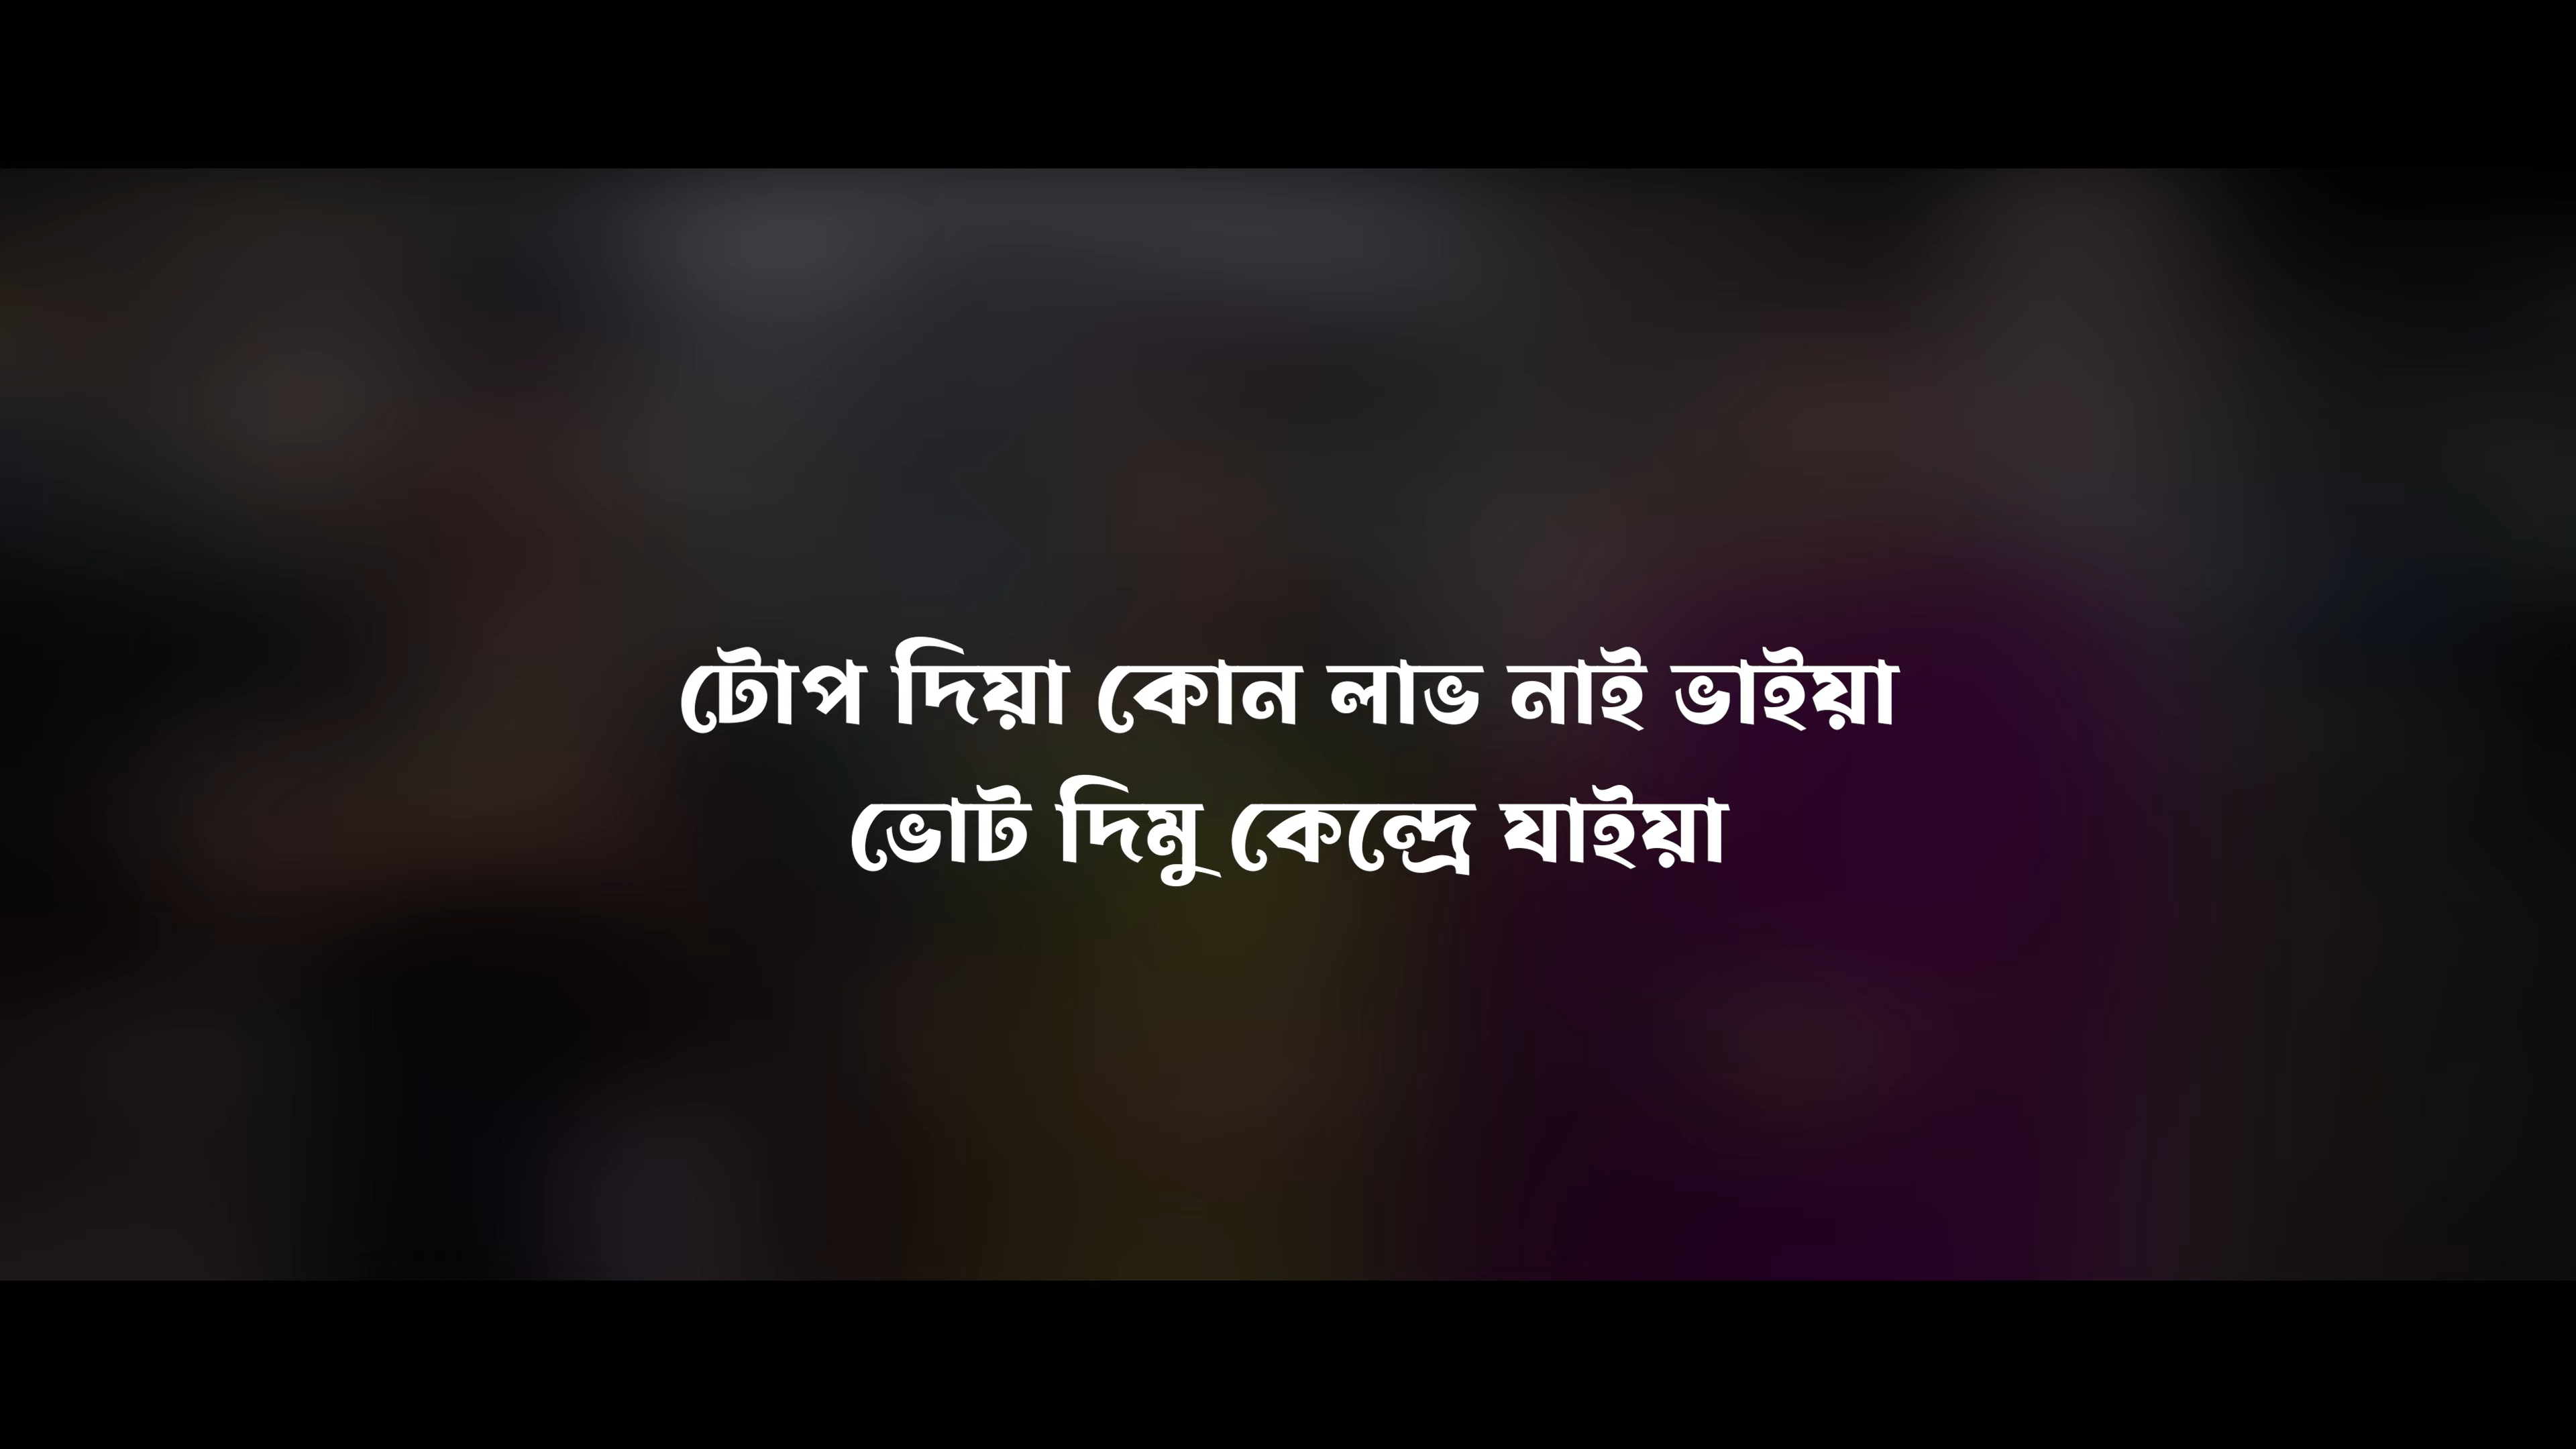 টোপ দিয়া কোন লাভ নাই ভাইয়া
ভোট দিমু কেন্দ্রে যাইয়া